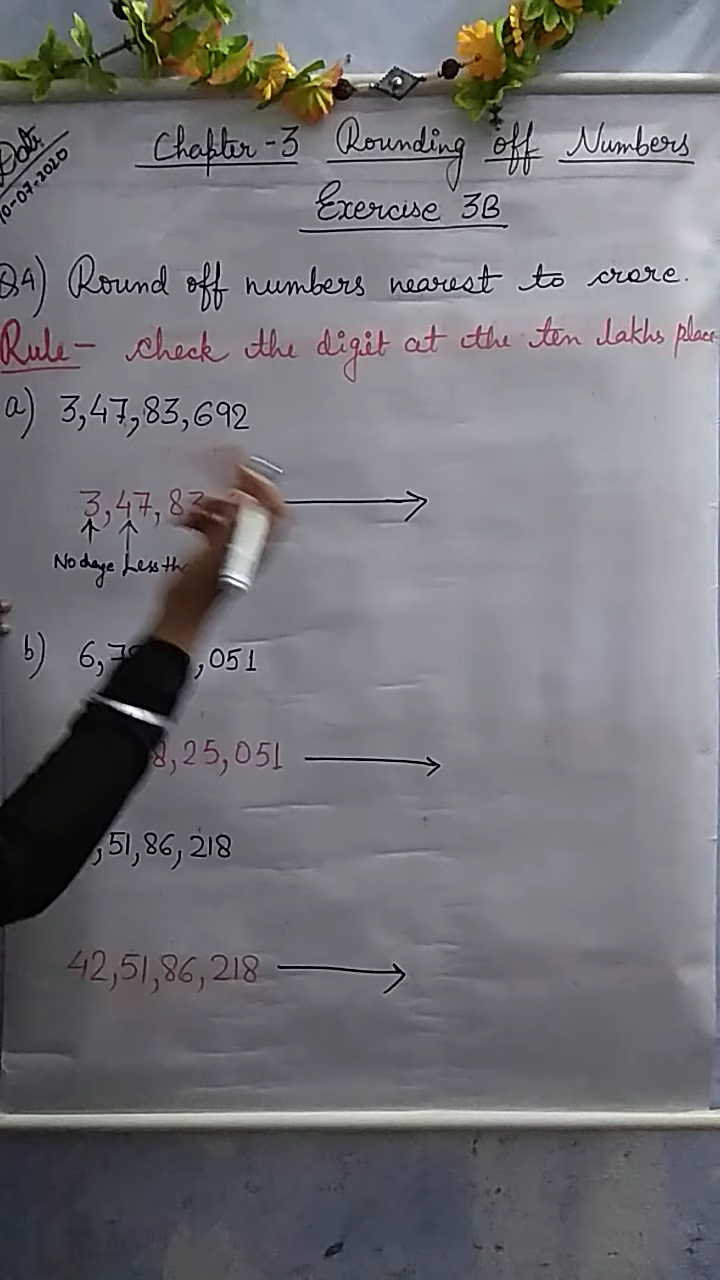 Date
10-07-2020
Chapter-3 Rounding off Numbers
Exercise 3B
Q4) Round off numbers nearest to crore.
Rule- check the digit at the ten lakhs place
a) 3,47,83,692
3,47,83
No change Less th
b) 6,7 ,051
8,25,051
,51,86,218
42,51,86,218